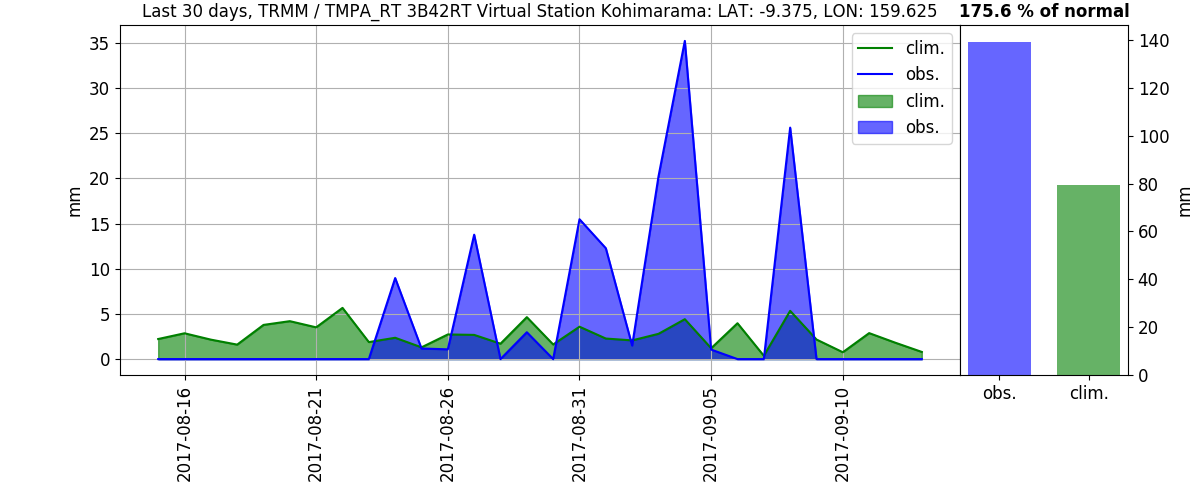 Last 30 days, TRMM / TMPA_RT 3B42RT Virtual Station Kohimarama: LAT: -9.375, LON: 159.625
175.6 % of normal
35
30
25
20
15
10
5
0
mm
clim.
obs.
clim.
obs.
2017-08-16
2017-08-21
2017-08-26
2017-08-31
2017-09-05
2017-09-10
140
120
100
80
60
40
20
0
mm
obs.
clim.